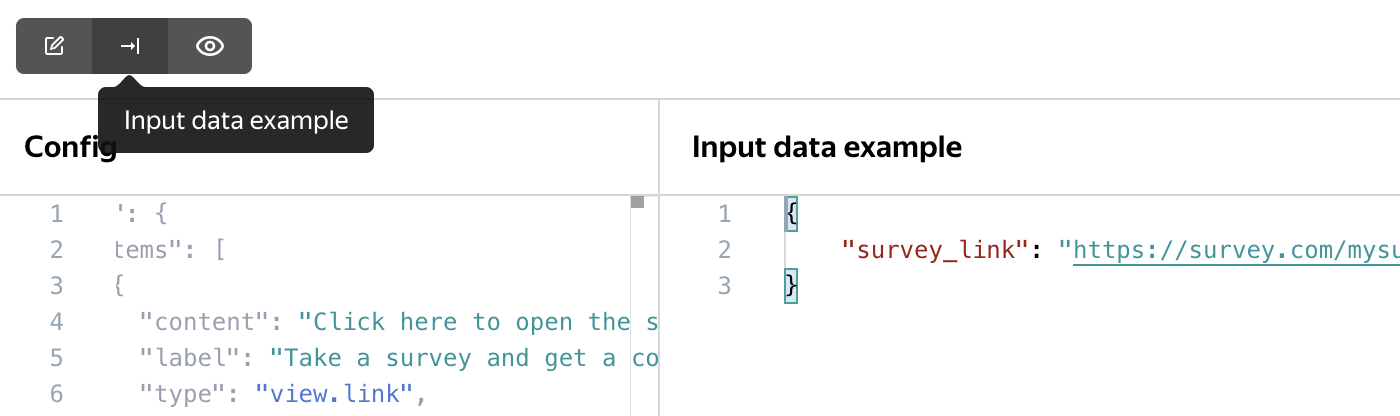 Input data example
Config
Input data example
1 ': {
2 tems": [
3 {
4 "content": "Click here to open the s
5 "label": "Take a survey and get a co
6 "type": "view.link",
1 {
2 "survey_link": "https://survey.com/mysu
3 }